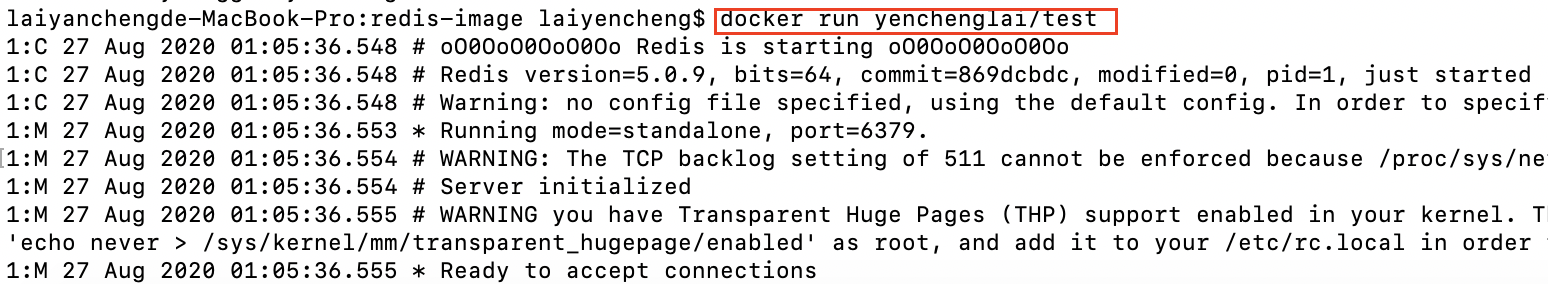 laiyanchengde-MacBook-Pro:redis-image laiyencheng$ docker run yenchenglai/test
1:C 27 Aug 2020 01:05:36.548 # oO0OoO0OoO0Oo Redis is starting oO0OoO0OoO0Oo
1:C 27 Aug 2020 01:05:36.548 # Redis version=5.0.9, bits=64, commit=869dcbdc, modified=0, pid=1, just started
1:C 27 Aug 2020 01:05:36.548 # Warning: no config file specified, using the default config. In order to specif
1:M 27 Aug 2020 01:05:36.553 * Running mode=standalone, port=6379.
1:M 27 Aug 2020 01:05:36.554 # WARNING: The TCP backlog setting of 511 cannot be enforced because /proc/sys/ne
1:M 27 Aug 2020 01:05:36.554 # Server initialized
1:M 27 Aug 2020 01:05:36.555 # WARNING you have Transparent Huge Pages (THP) support enabled in your kernel. T
'echo never > /sys/kernel/mm/transparent_hugepage/enabled' as root, and add it to your /etc/rc.local in order
1:M 27 Aug 2020 01:05:36.555 * Ready to accept connections